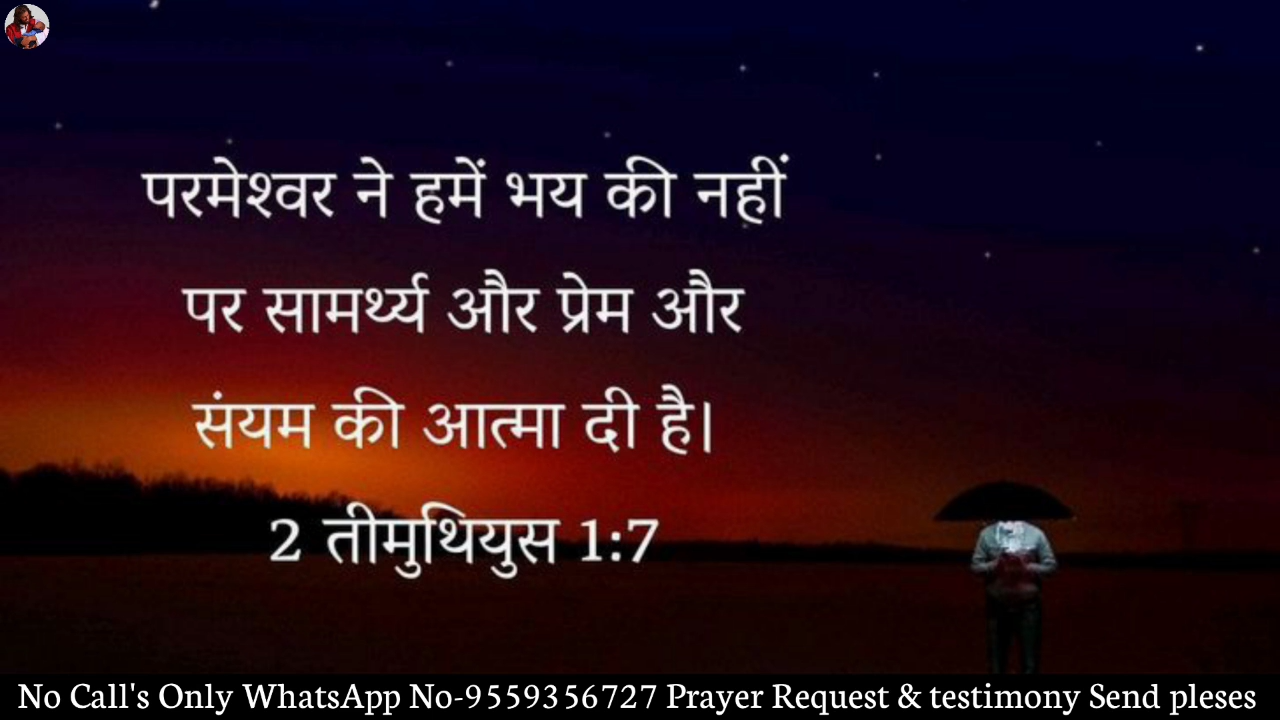 परमेश्वर ने हमें भय की नहीं
पर सामर्थ्य और प्रेम और
संयम की आत्मा दी है।
2 तीमुथियुस 1:7
No Call's Only WhatsApp No-9559356727 Prayer Request & testimony Send pleses